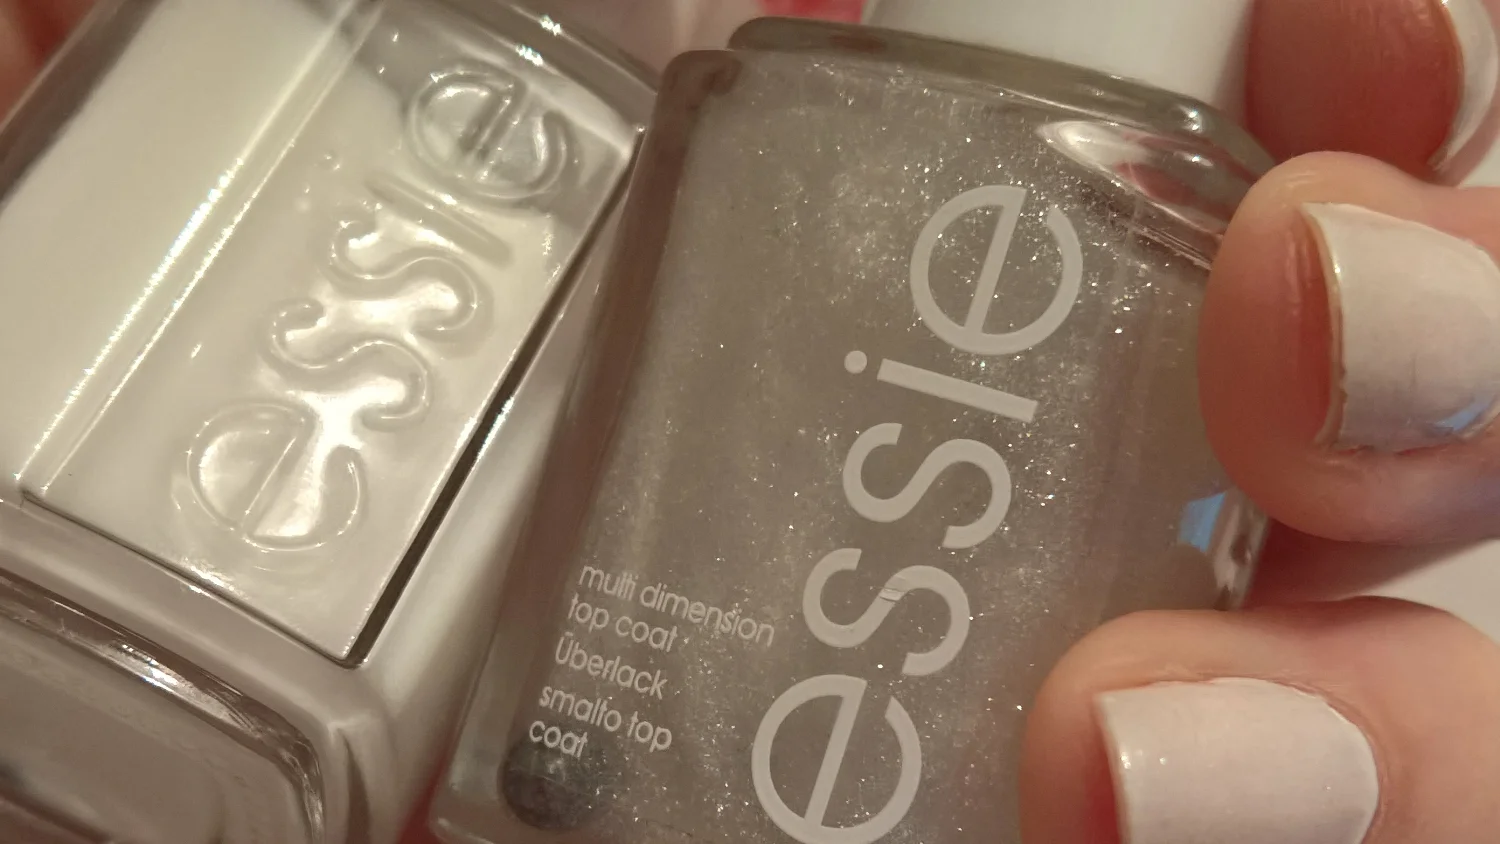 essie
essie
multi dimension
top coat
Überlack
smalto top
coat